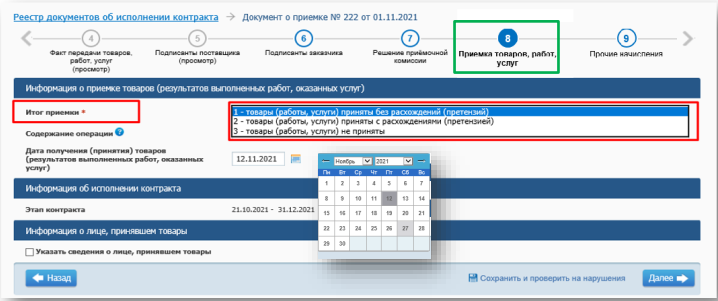 Реестр документов об исполнении контракта → Документ о приемке № 222 от 01.11.2021
4 5 6 7 8 9
Факт передачи товаров, работ, услуг (просмотр)
Подписанты поставщика (просмотр)
Подписанты заказчика
Решение приёмочной комиссии
Приемка товаров, работ, услуг
Прочие начисления
Информация о приемке товаров (результатов выполненных работ, оказанных услуг)
Итог приемки *
1 - товары (работы, услуги) приняты без расхождений (претензий)
2 - товары (работы, услуги) приняты с расхождениями (претензией)
3 - товары (работы, услуги) не приняты
Содержание операции ?
Дата получения (принятия) товаров
(результатов выполненных работ, оказанных
услуг)
12.11.2021
Ноябрь 2021
Пн Вт Ср Чт Пт Сб Вс
1 2 3 4 5 6 7
8 9 10 11 12 13 14
15 16 17 18 19 20 21
22 23 24 25 26 27 28
29 30
Информация об исполнении контракта
Этап контракта
21.10.2021 - 31.12.2021
Информация о лице, принявшем товары
Указать сведения о лице, принявшем товары
Назад
Сохранить и проверить на нарушения
Далее